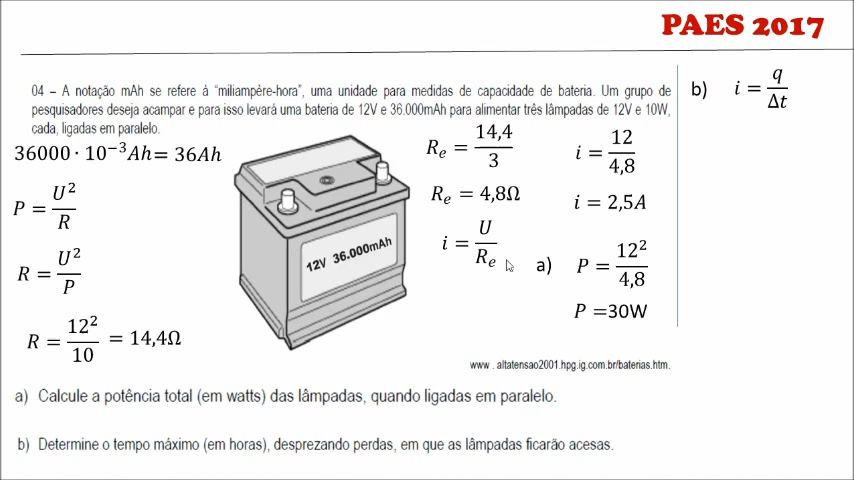 PAES 2017
04 – A notação mAh se refere à “miliampère-hora”, uma unidade para medidas de capacidade de bateria. Um grupo de
pesquisadores deseja acampar e para isso levará uma bateria de 12V e 36.000mAh para alimentar três lâmpadas de 12V e 10W,
cada, ligadas em paralelo.
36000 · 10⁻³Ah = 36Ah
P = U²/R
R = U²/P
R = 12²/10 = 14,4Ω
12V 36.000mAh
Rₑ = 14,4/3
Rₑ = 4,8Ω
i = U/Rₑ
i = 12/4,8
i = 2,5A
a) P = 12²/4,8
P =30W
b) i = q/Δt
www . altatensao2001.hpg.ig.com.br/baterias.htm.
a) Calcule a potência total (em watts) das lâmpadas, quando ligadas em paralelo.
b) Determine o tempo máximo (em horas), desprezando perdas, em que as lâmpadas ficarão acesas.